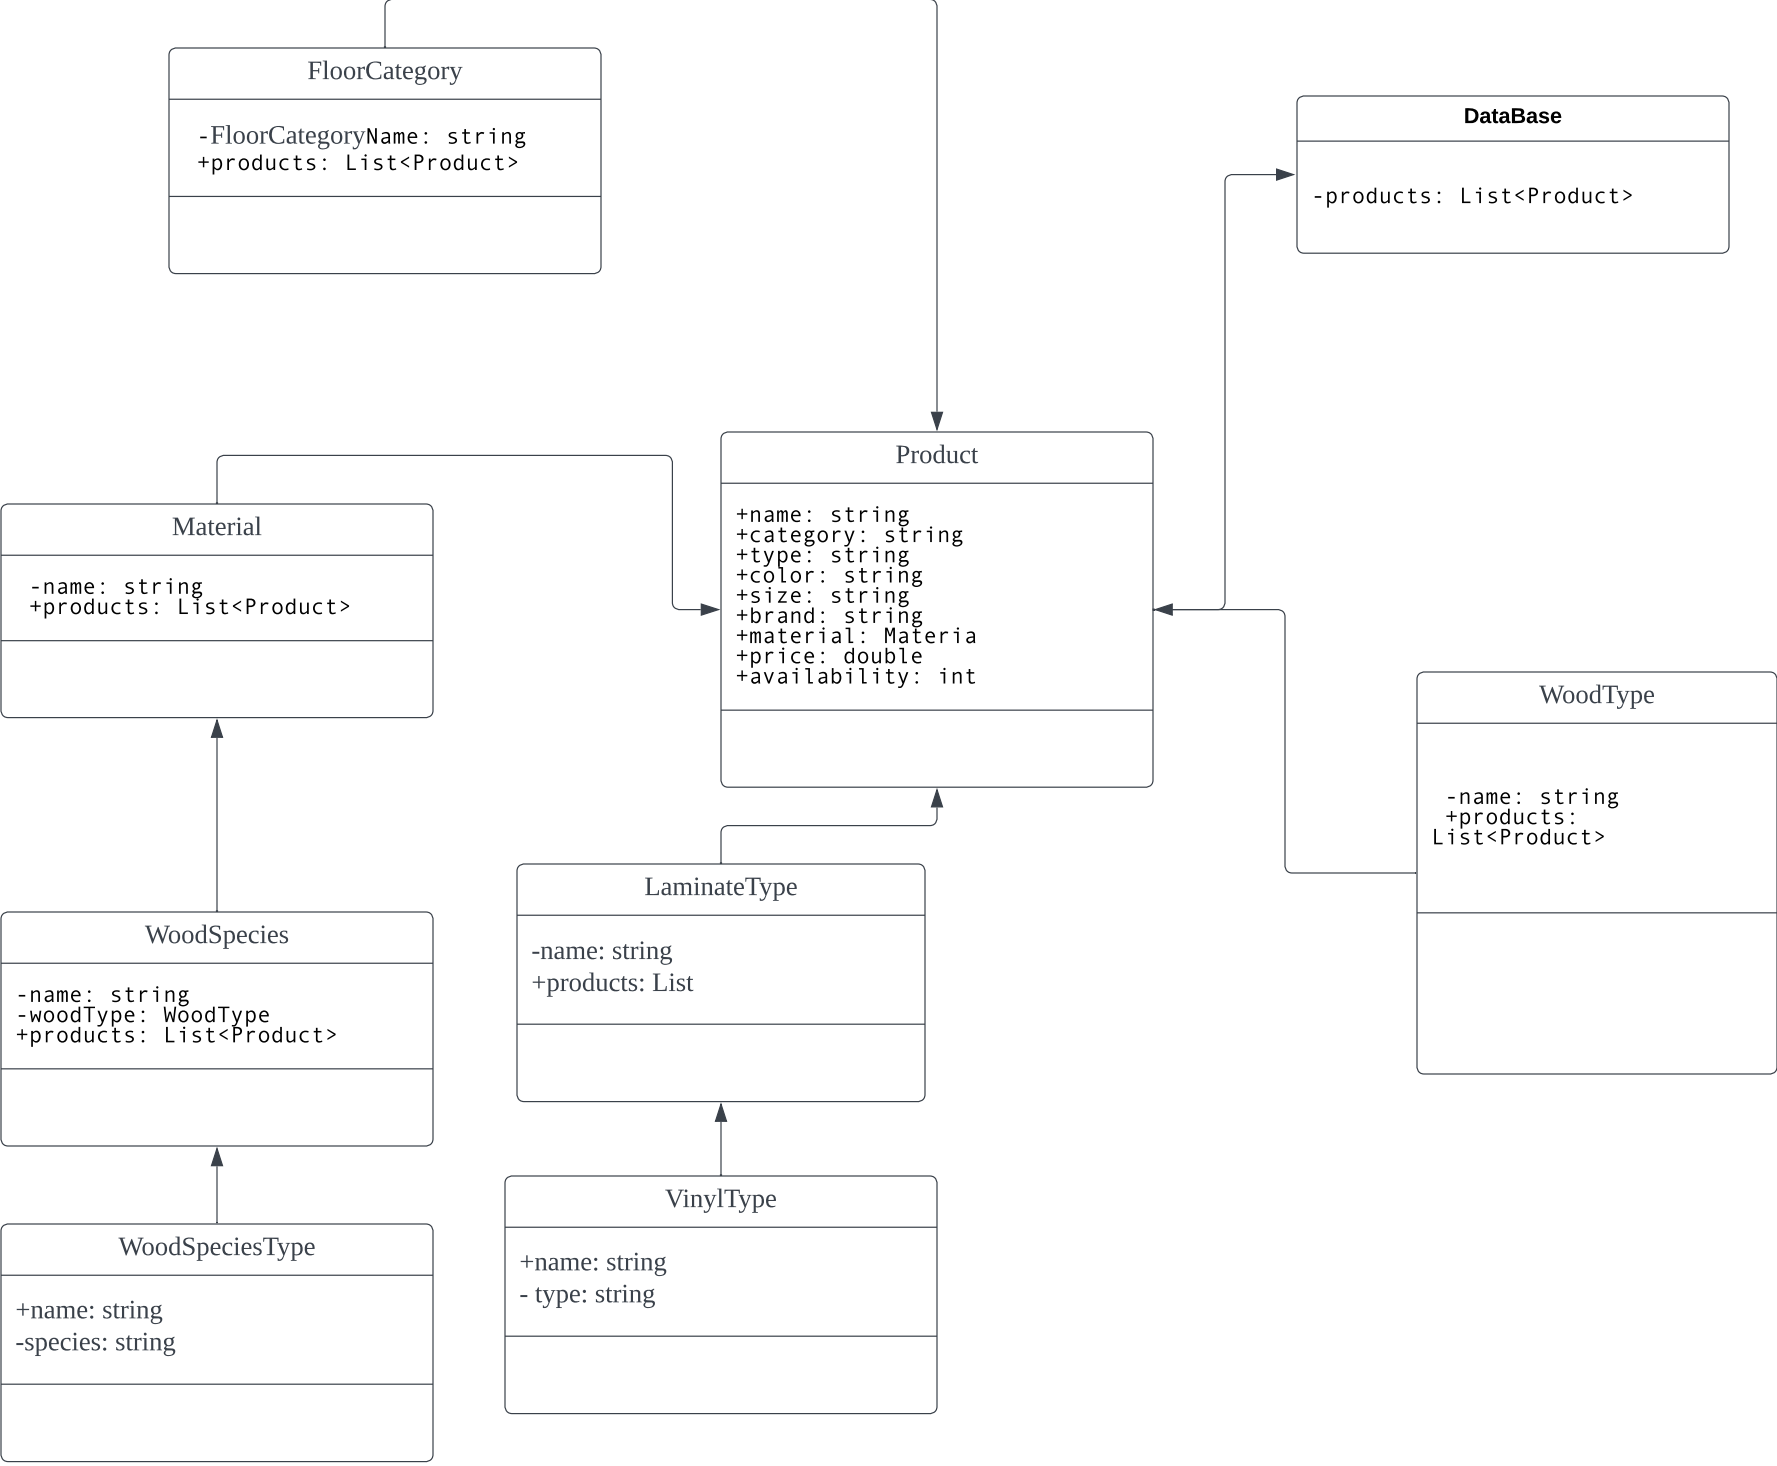 FloorCategory
-FloorCategoryName: string
+products: List<Product>
DataBase
-products: List<Product>
Product
+name: string
+category: string
+type: string
+color: string
+size: string
+brand: string
+material: Materia
+price: double
+availability: int
Material
-name: string
+products: List<Product>
WoodType
-name: string
+products:
List<Product>
WoodSpecies
-name: string
-woodType: WoodType
+products: List<Product>
LaminateType
-name: string
+products: List
WoodSpeciesType
+name: string
-species: string
VinylType
+name: string
- type: string